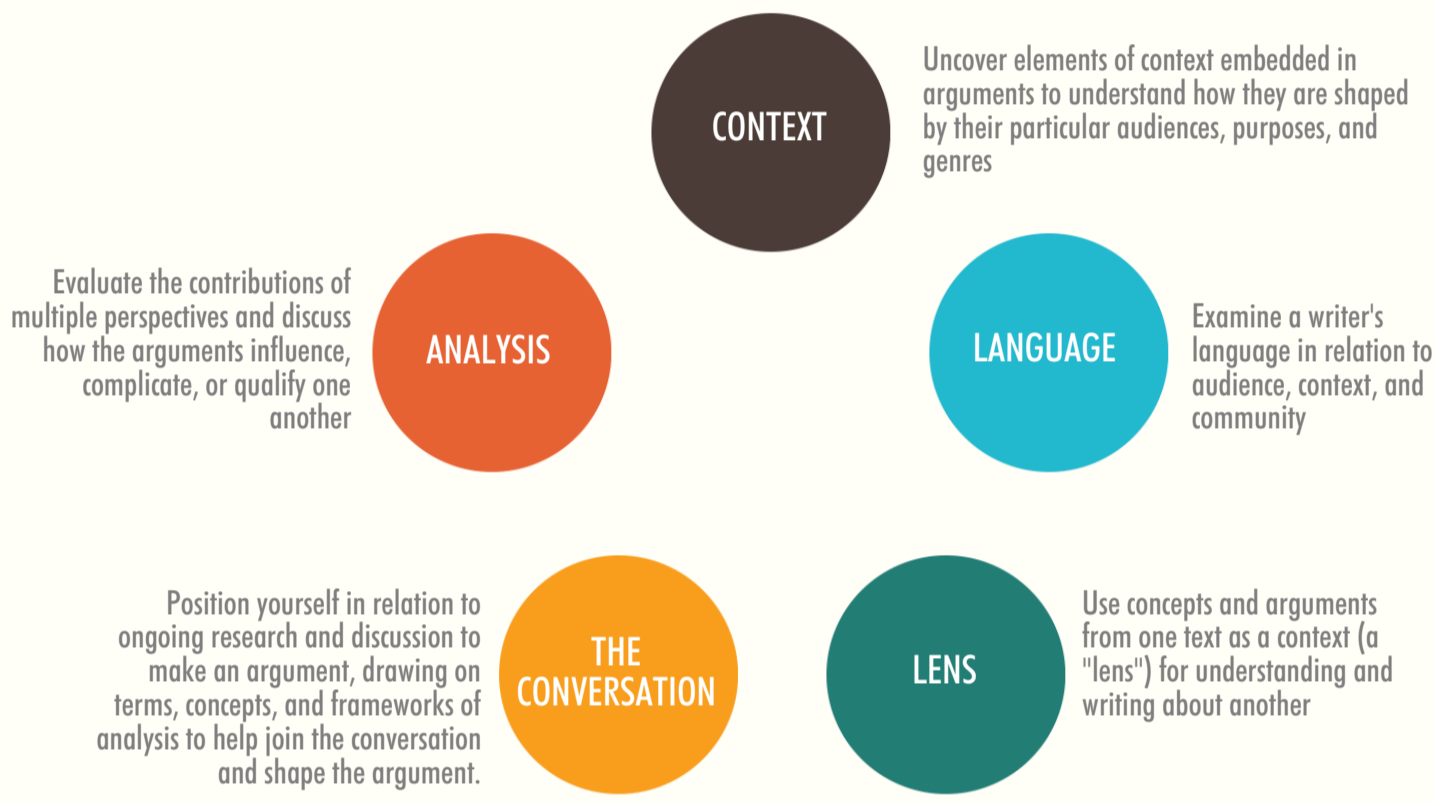 CONTEXT
Uncover elements of context embedded in
arguments to understand how they are shaped
by their particular audiences, purposes, and
genres
Evaluate the contributions of
multiple perspectives and discuss
how the arguments influence,
complicate, or qualify one
another
ANALYSIS
LANGUAGE
Examine a writer's
language in relation to
audience, context, and
community
Position yourself in relation to
ongoing research and discussion to
make an argument, drawing on
terms, concepts, and frameworks of
analysis to help join the conversation
and shape the argument.
THE
CONVERSATION
LENS
Use concepts and arguments
from one text as a context (a
"lens") for understanding and
writing about another